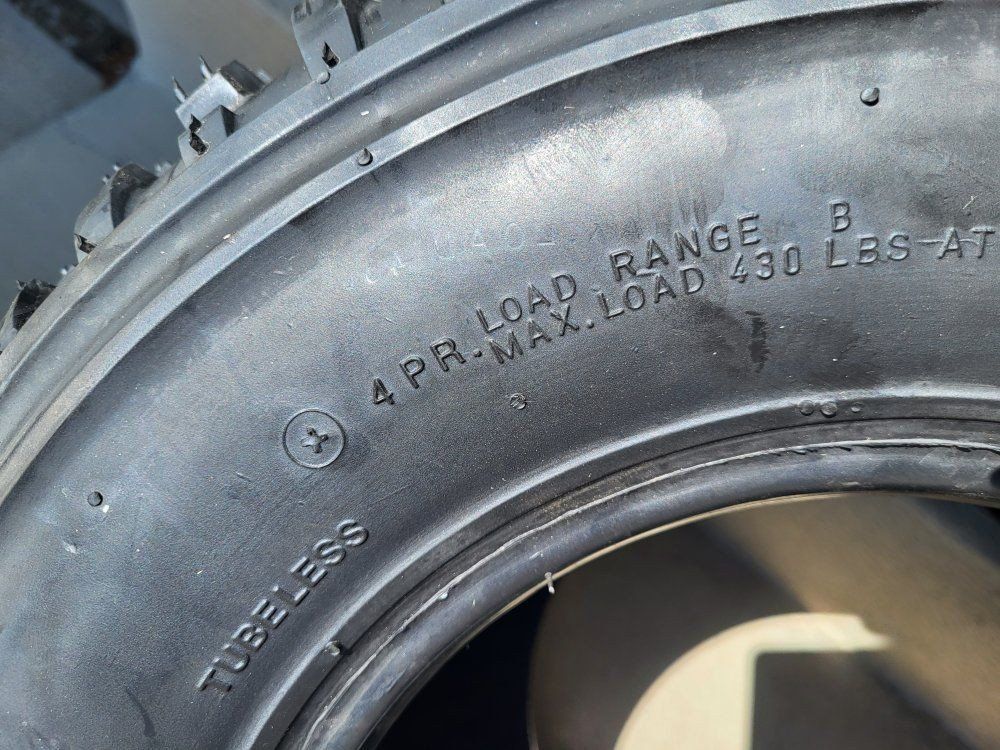 LOAD RANGE B
4 PR. MAX. LOAD 430 LBS AT
TUBELESS